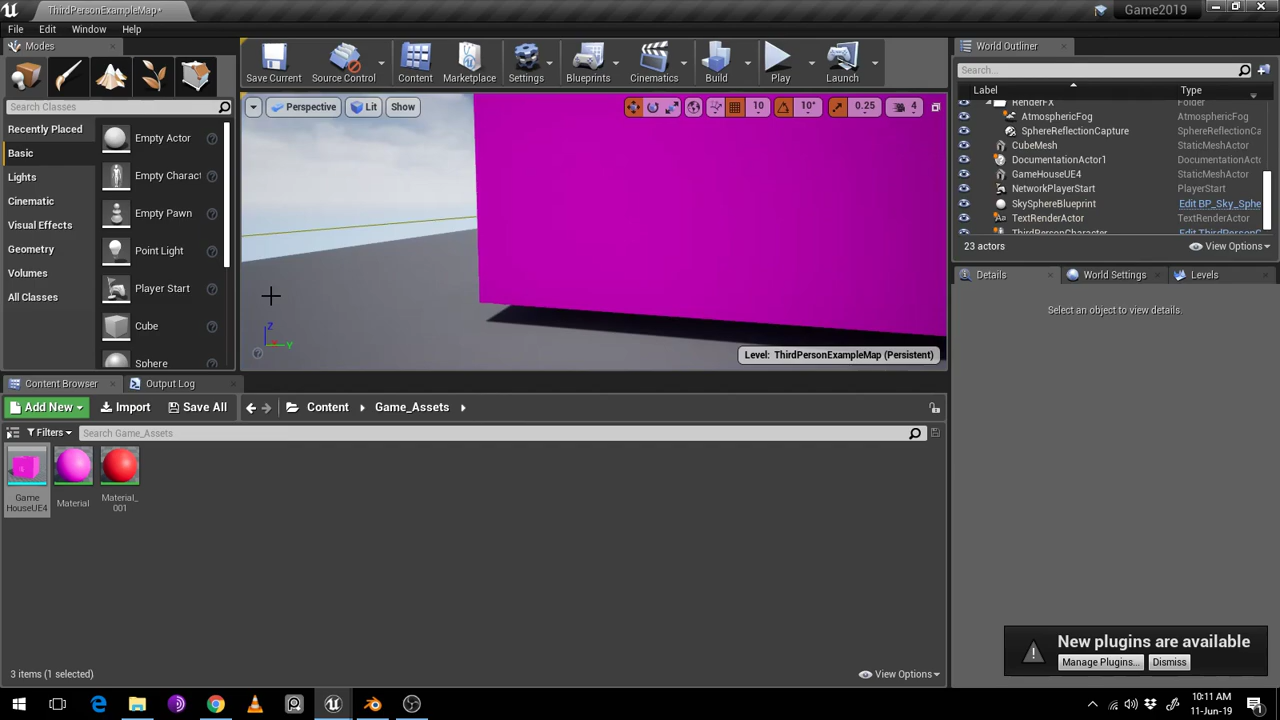 ThirdPersonExampleMap*
Game2019
File Edit Window Help
Modes
Search Classes
Recently Placed
Basic
Lights
Cinematic
Visual Effects
Geometry
Volumes
All Classes
Empty Actor
Empty Charact
Empty Pawn
Point Light
Player Start
Cube
Sphere
Save Current
Source Control
Content
Marketplace
Settings
Blueprints
Cinematics
Build
Play
Launch
Perspective
Lit
Show
10
10°
0.25
4
Z
Y
Level: ThirdPersonExampleMap (Persistent)
World Outliner
Search...
Label Type
RenderFX Folder
AtmosphericFog AtmosphericFog
SphereReflectionCapture SphereReflectionCa
CubeMesh StaticMeshActor
DocumentationActor1 DocumentationActo
GameHouseUE4 StaticMeshActor
NetworkPlayerStart PlayerStart
SkySphereBlueprint Edit BP_Sky_Sphe
TextRenderActor TextRenderActor
ThirdPersonCharacter Edit ThirdPersonC
23 actors
View Options
Details
World Settings
Levels
Select an object to view details.
Content Browser
Output Log
Add New
Import
Save All
Content
Game_Assets
Filters
Search Game_Assets
Game
HouseUE4
Material
Material_
001
3 items (1 selected)
View Options
New plugins are available
Manage Plugins...
Dismiss
10:11 AM
11-Jun-19
1